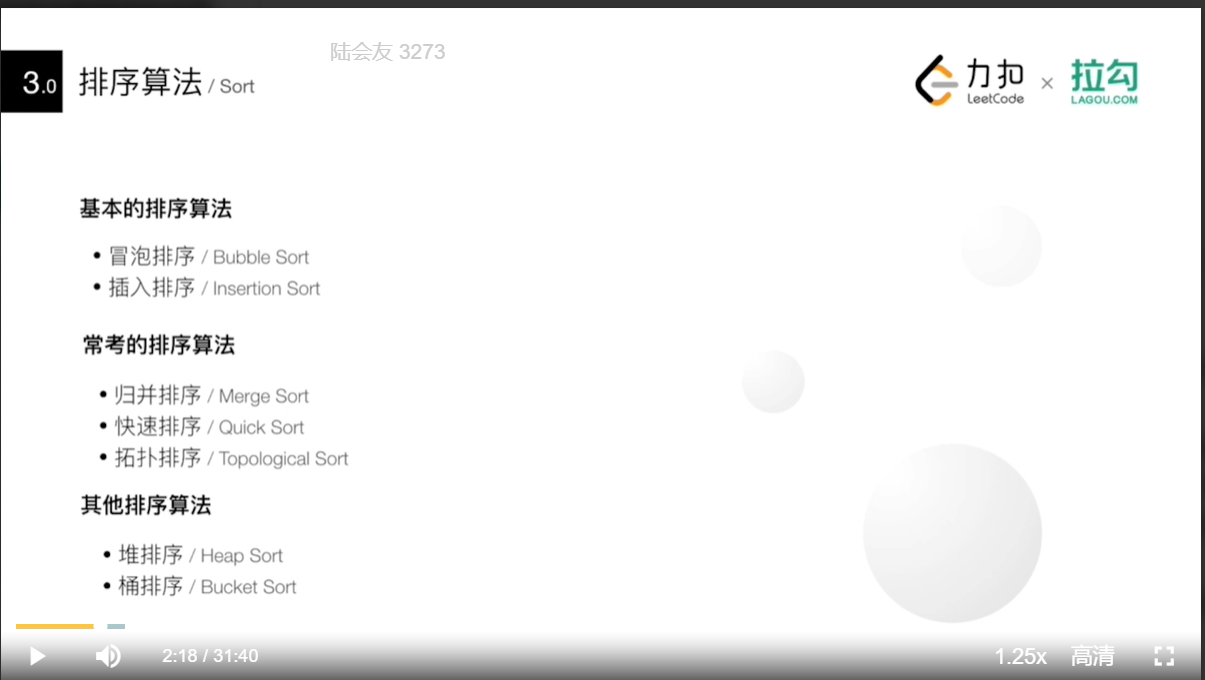 陆会友 3273
3.0 排序算法 / Sort
力扣 LeetCode × 拉勾 LAGOU.COM
基本的排序算法
• 冒泡排序 / Bubble Sort
• 插入排序 / Insertion Sort
常考的排序算法
• 归并排序 / Merge Sort
• 快速排序 / Quick Sort
• 拓扑排序 / Topological Sort
其他排序算法
• 堆排序 / Heap Sort
• 桶排序 / Bucket Sort
2:18 / 31:40 1.25x 高清